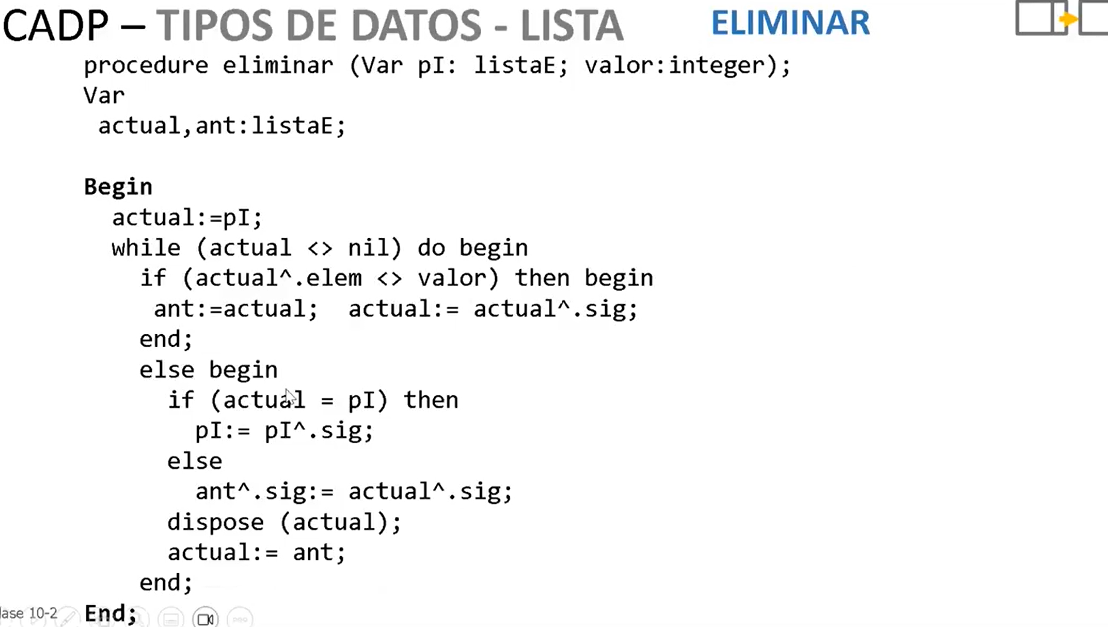 CADP – TIPOS DE DATOS - LISTA ELIMINAR
procedure eliminar (Var pI: listaE; valor:integer);
Var
actual,ant:listaE;
Begin
actual:=pI;
while (actual <> nil) do begin
if (actual^.elem <> valor) then begin
ant:=actual; actual:= actual^.sig;
end;
else begin
if (actual = pI) then
pI:= pI^.sig;
else
ant^.sig:= actual^.sig;
dispose (actual);
actual:= ant;
end;
lase 10-2 End;